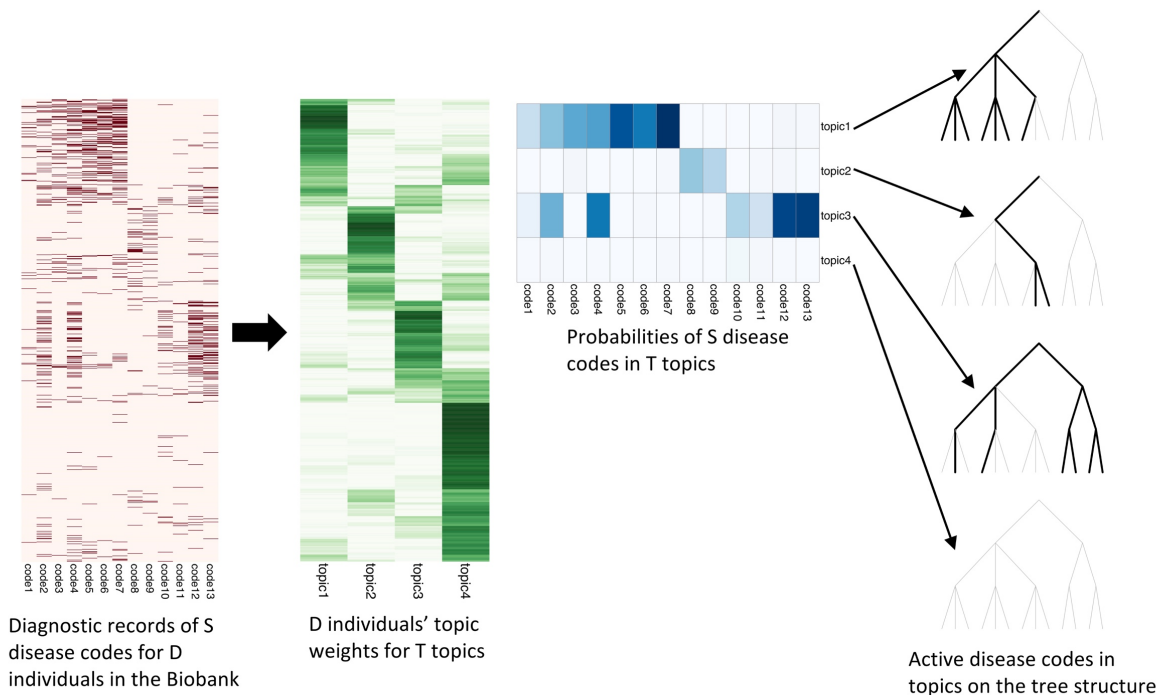 code1
code2
code3
code4
code5
code6
code7
code8
code9
code10
code11
code12
code13
Diagnostic records of S
disease codes for D
individuals in the Biobank
topic1
topic2
topic3
topic4
D individuals’ topic
weights for T topics
topic1
topic2
topic3
topic4
code1
code2
code3
code4
code5
code6
code7
code8
code9
code10
code11
code12
code13
Probabilities of S disease
codes in T topics
Active disease codes in
topics on the tree structure